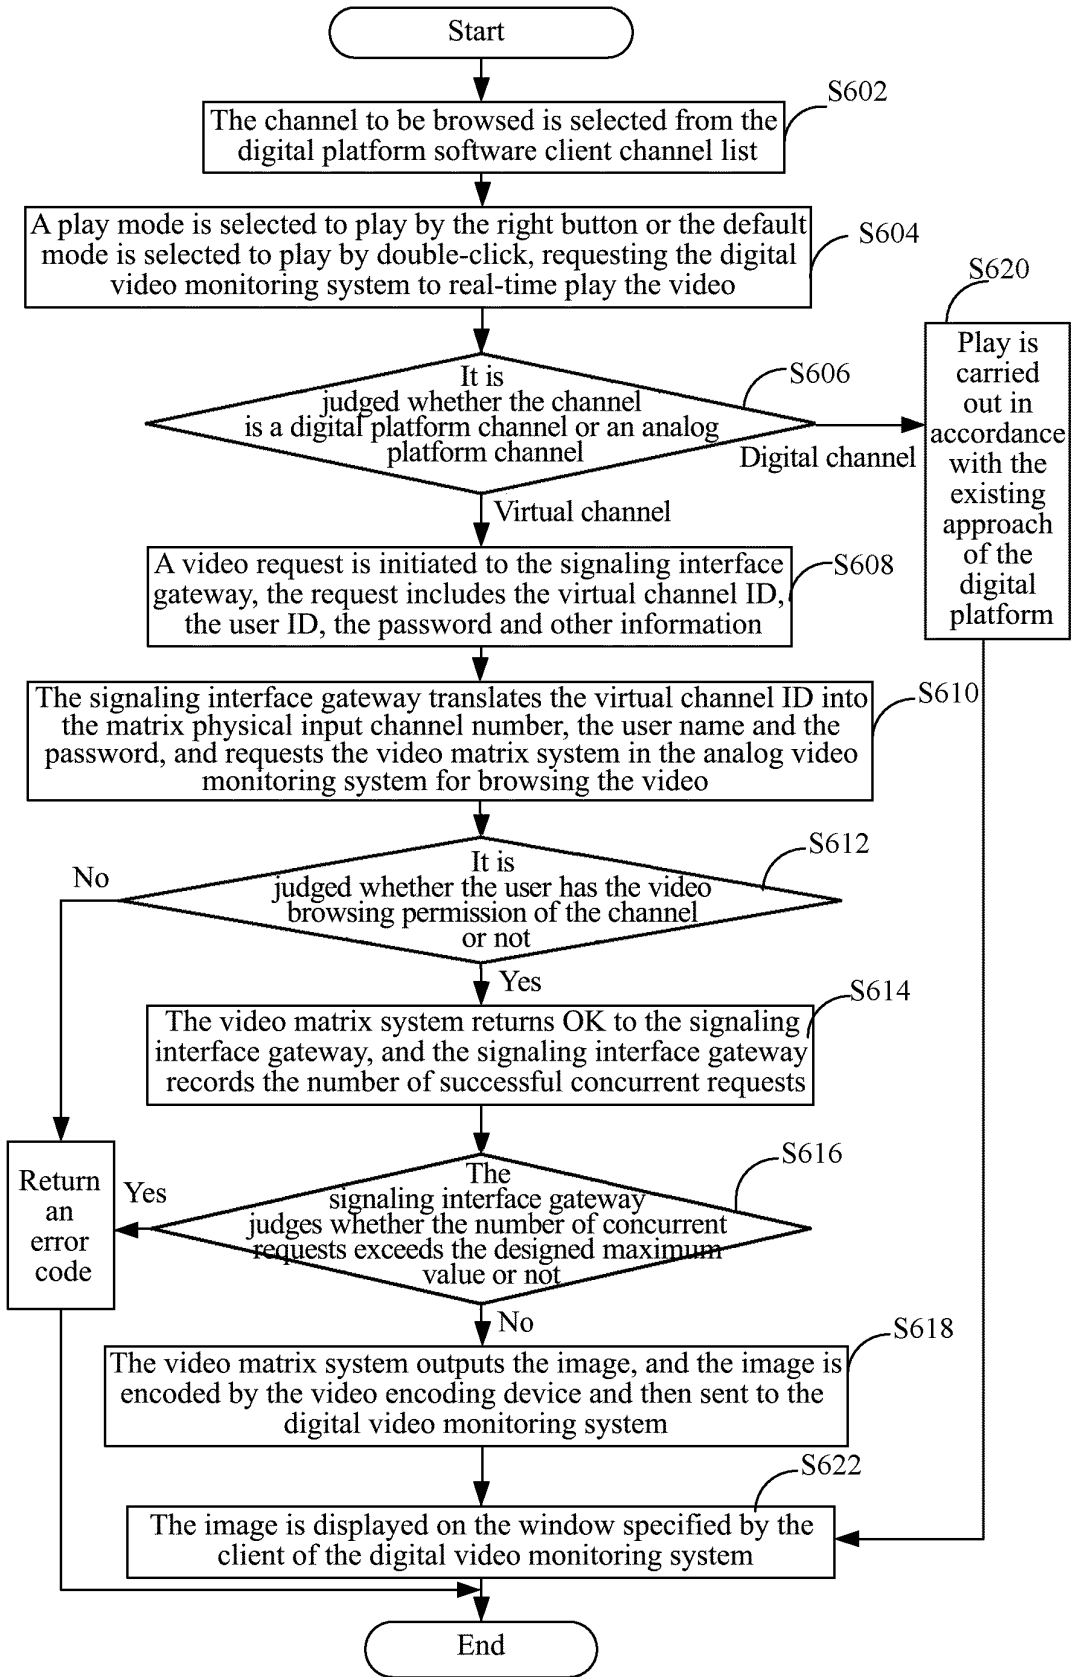 Start
S602
The channel to be browsed is selected from the
digital platform software client channel list
S604
A play mode is selected to play by the right button or the default
mode is selected to play by double-click, requesting the digital
video monitoring system to real-time play the video
S620
Play is
carried
out in
accordance
with the
existing
approach
of the
digital
platform
S606
It is
judged whether the channel
is a digital platform channel or an analog
platform channel
Digital channel
Virtual channel
S608
A video request is initiated to the signaling interface
gateway, the request includes the virtual channel ID,
the user ID, the password and other information
S610
The signaling interface gateway translates the virtual channel ID into
the matrix physical input channel number, the user name and the
password, and requests the video matrix system in the analog video
monitoring system for browsing the video
S612
It is
judged whether the user has the video
browsing permission of the channel
or not
No
Yes
S614
The video matrix system returns OK to the signaling
interface gateway, and the signaling interface gateway
records the number of successful concurrent requests
S616
The
signaling interface gateway
judges whether the number of concurrent
requests exceeds the designed maximum
value or not
Yes
Return
an
error
code
No
S618
The video matrix system outputs the image, and the image is
encoded by the video encoding device and then sent to the
digital video monitoring system
S622
The image is displayed on the window specified by the
client of the digital video monitoring system
End